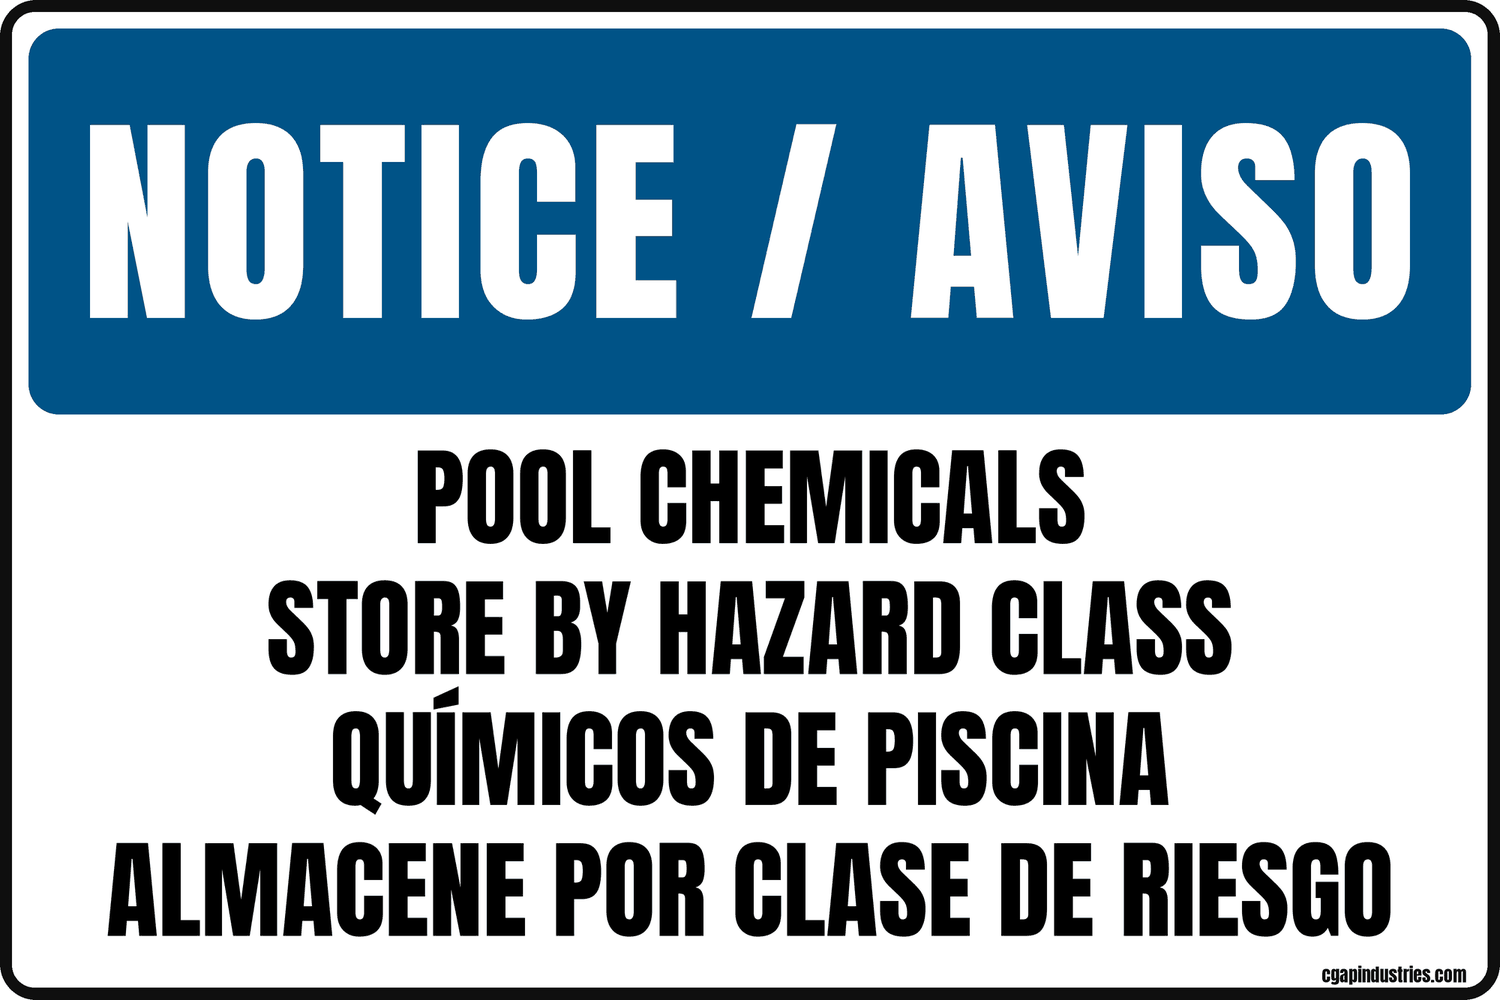 NOTICE / AVISO
POOL CHEMICALS
STORE BY HAZARD CLASS
QUÍMICOS DE PISCINA
ALMACENE POR CLASE DE RIESGO
cgapindustries.com